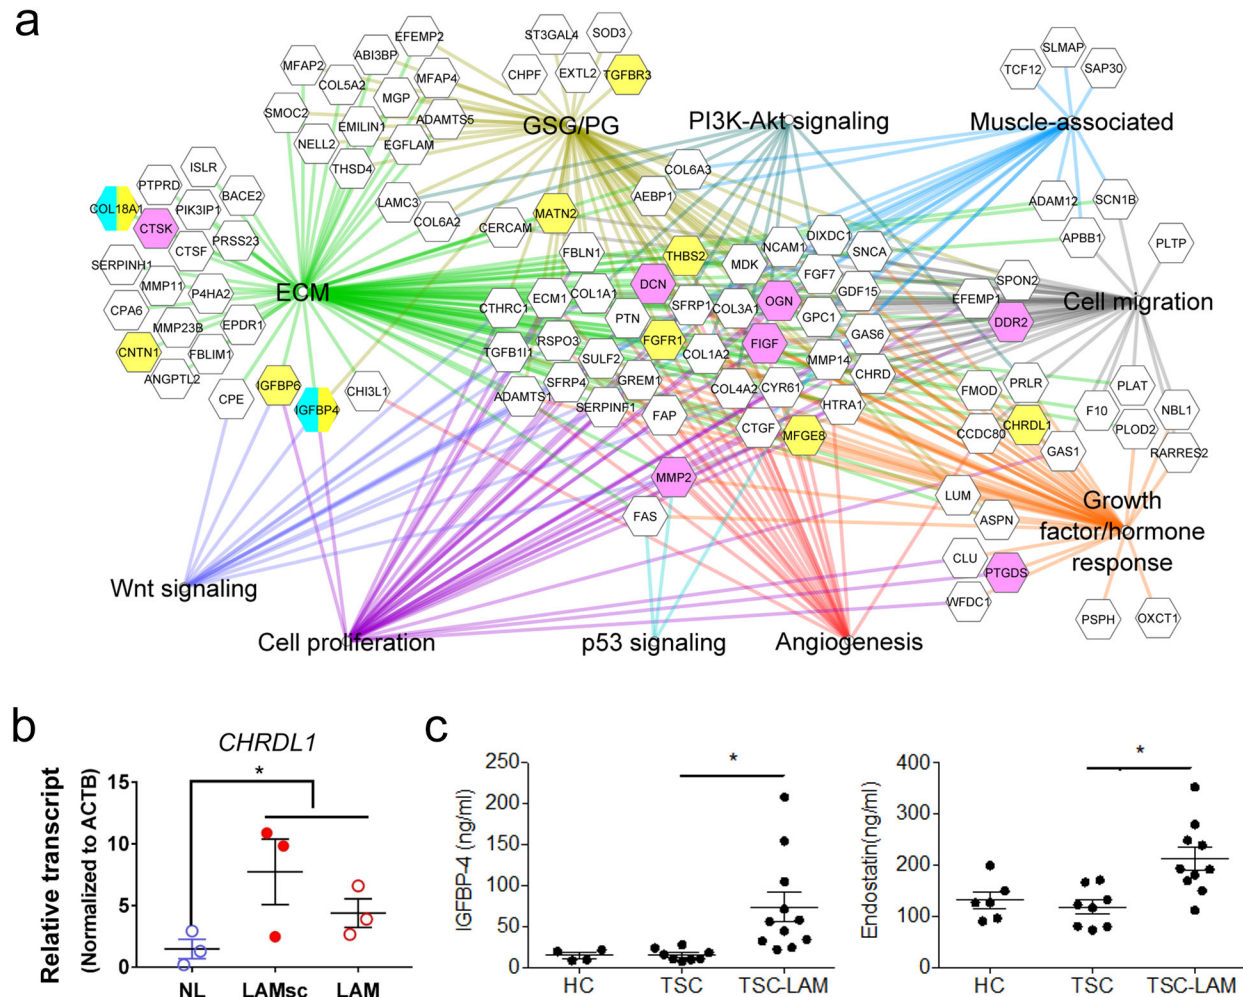 a
EFEMP2
ST3GAL4
SOD3
SLMAP
ABI3BP
MFAP2
COL5A2
MFAP4
CHPF
EXTL2
TGFBR3
TCF12
SAP30
MGP
SMOC2
EMILIN1
ADAMTS5
GSG/PG
PI3K-Akt signaling
Muscle-associated
NELL2
EGFLAM
THSD4
ISLR
PTPRD
BACE2
COL6A3
COL18A1
PIK3IP1
LAMC3
AEBP1
ADAM12
SCN1B
CTSK
COL6A2
MATN2
CERCAM
DIXDC1
CTSF
PRSS23
FBLN1
THBS2
NCAM1
SNCA
APBB1
PLTP
SERPINH1
MDK
FGF7
SPON2
MMP11
P4HA2
ECM
ECM1
COL1A1
DCN
SFRP1
COL3A1
OGN
GDF15
EFEMP1
Cell migration
CPA6
CTHRC1
PTN
GPC1
DDR2
MMP23B
EPDR1
RSPO3
FGFR1
FIGF
GAS6
CNTN1
FBLIM1
TGFB1I1
SULF2
COL1A2
MMP14
ANGPTL2
IGFBP6
CHI3L1
SFRP4
GREM1
COL4A2
CYR61
CHRD
FMOD
PRLR
PLAT
CPE
IGFBP4
ADAMTS1
SERPINF1
FAP
HTRA1
F10
NBL1
CTGF
MFGE8
CCDC80
CHRDL1
PLOD2
GAS1
RARRES2
MMP2
LUM
Growth
FAS
ASPN
factor/hormone
response
CLU
PTGDS
Wnt signaling
WFDC1
PSPH
OXCT1
Cell proliferation
p53 signaling
Angiogenesis
b
CHRDL1
*
Relative transcript
(Normalized to ACTB)
15
10
5
0
NL
LAMsc
LAM
c
*
IGFBP-4 (ng/ml)
250
200
150
100
50
0
HC
TSC
TSC-LAM
*
Endostatin(ng/ml)
400
300
200
100
0
HC
TSC
TSC-LAM